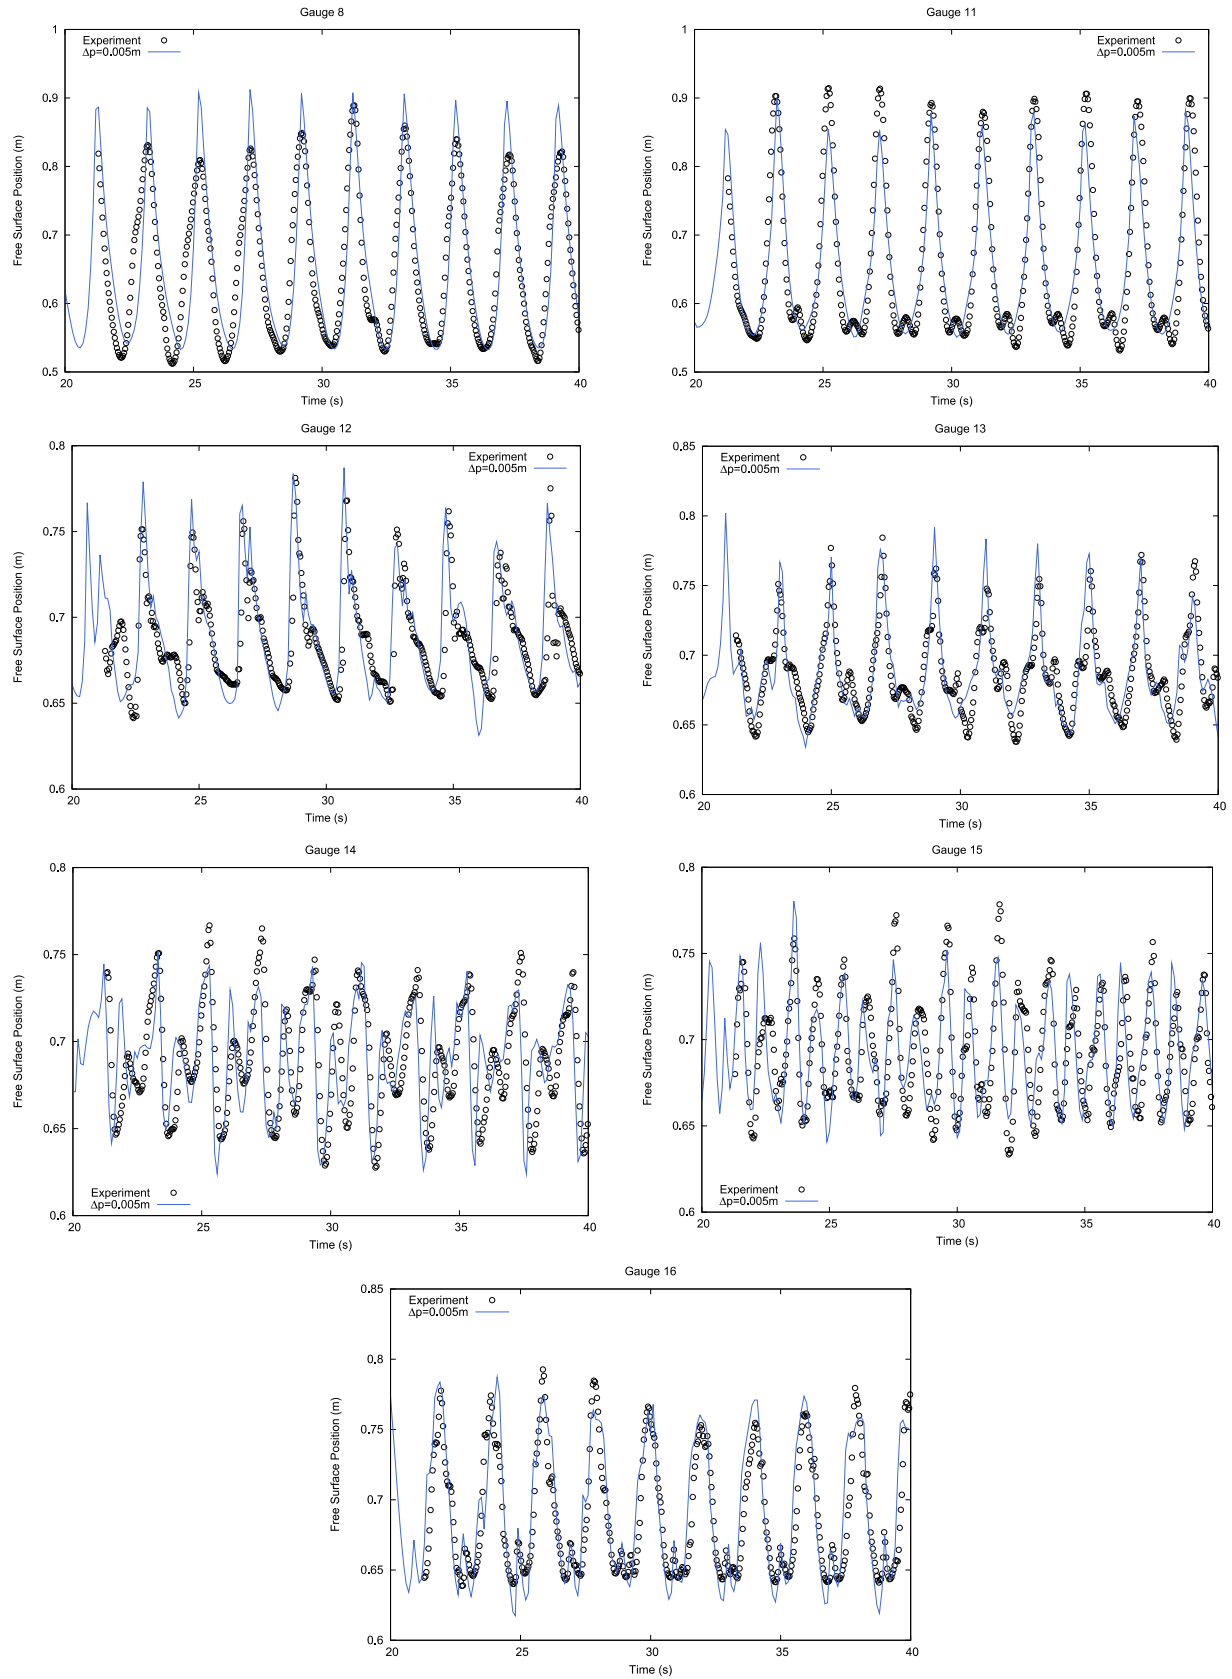 Gauge 8
Experiment
Δp=0.005m
Free Surface Position (m)
1
0.9
0.8
0.7
0.6
0.5
20 25 30 35 40
Time (s)
Gauge 11
Experiment
Δp=0.005m
Free Surface Position (m)
1
0.9
0.8
0.7
0.6
0.5
20 25 30 35 40
Time (s)
Gauge 12
Experiment
Δp=0.005m
Free Surface Position (m)
0.8
0.75
0.7
0.65
0.6
20 25 30 35 40
Time (s)
Gauge 13
Experiment
Δp=0.005m
Free Surface Position (m)
0.85
0.8
0.75
0.7
0.65
0.6
20 25 30 35 40
Time (s)
Gauge 14
Free Surface Position (m)
0.8
0.75
0.7
0.65
0.6
Experiment
Δp=0.005m
20 25 30 35 40
Time (s)
Gauge 15
Free Surface Position (m)
0.8
0.75
0.7
0.65
0.6
Experiment
Δp=0.005m
20 25 30 35 40
Time (s)
Gauge 16
Experiment
Δp=0.005m
Free Surface Position (m)
0.85
0.8
0.75
0.7
0.65
0.6
20 25 30 35 40
Time (s)